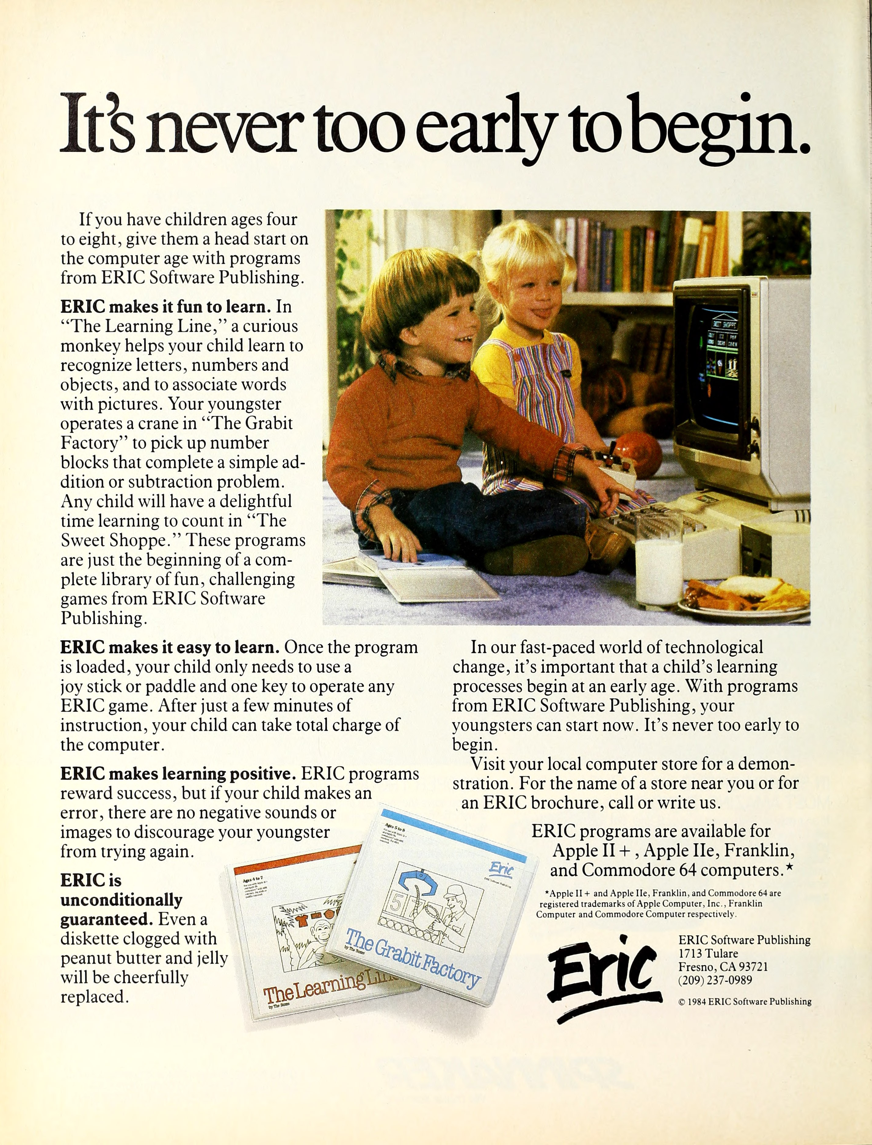 It's never too early to begin.
If you have children ages four
to eight, give them a head start on
the computer age with programs
from ERIC Software Publishing.
ERIC makes it fun to learn. In
“The Learning Line,” a curious
monkey helps your child learn to
recognize letters, numbers and
objects, and to associate words
with pictures. Your youngster
operates a crane in “The Grabit
Factory” to pick up number
blocks that complete a simple ad-
dition or subtraction problem.
Any child will have a delightful
time learning to count in “The
Sweet Shoppe.” These programs
are just the beginning of a com-
plete library of fun, challenging
games from ERIC Software
Publishing.
ERIC makes it easy to learn. Once the program
is loaded, your child only needs to use a
joy stick or paddle and one key to operate any
ERIC game. After just a few minutes of
instruction, your child can take total charge of
the computer.
ERIC makes learning positive. ERIC programs
reward success, but if your child makes an
error, there are no negative sounds or
images to discourage your youngster
from trying again.
ERIC is
unconditionally
guaranteed. Even a
diskette clogged with
peanut butter and jelly
will be cheerfully
replaced.
Ages 4 to 7
The Learning Line
Eric
5
The Grabit Factory
In our fast-paced world of technological
change, it's important that a child's learning
processes begin at an early age. With programs
from ERIC Software Publishing, your
youngsters can start now. It's never too early to
begin.
Visit your local computer store for a demon-
stration. For the name of a store near you or for
an ERIC brochure, call or write us.
ERIC programs are available for
Apple II+, Apple IIe, Franklin,
and Commodore 64 computers.*
*Apple II+ and Apple IIe, Franklin, and Commodore 64 are
registered trademarks of Apple Computer, Inc., Franklin
Computer and Commodore Computer respectively.
Eric
ERIC Software Publishing
1713 Tulare
Fresno, CA 93721
(209) 237-0989
© 1984 ERIC Software Publishing